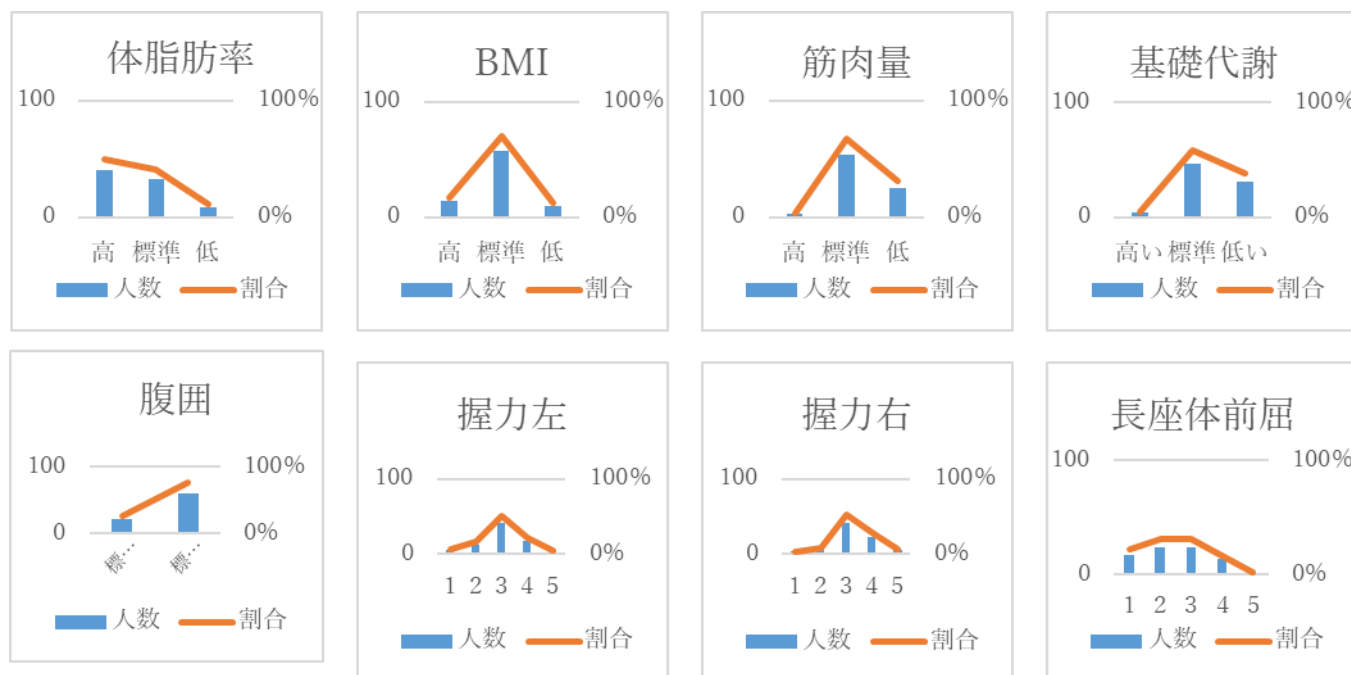 体脂肪率
100
100%
0
0%
高 標準 低
人数 割合
BMI
100
0
0%
高 標準 低
人数 割合
筋肉量
100
0
0%
高 標準 低
人数 割合
基礎代謝
100
100%
0
0%
高い 標準 低い
人数 割合
腹囲
100
100%
0
0%
標… 標…
人数 割合
握力左
100
100%
0
0%
1 2 3 4 5
人数 割合
握力右
100
100%
0
0%
1 2 3 4 5
人数 割合
長座体前屈
100
100%
0
0%
1 2 3 4 5
人数 割合